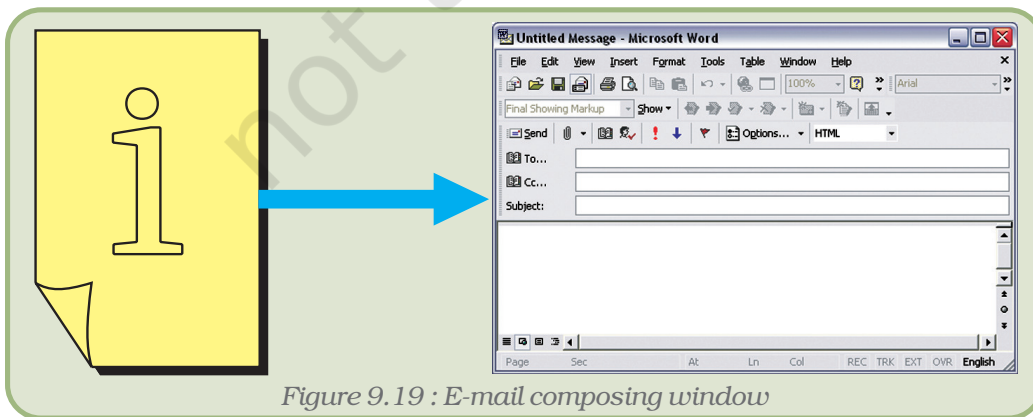 not
i
Untitled Message - Microsoft Word
File Edit View Insert Format Tools Table Window Help
100% Arial
Final Showing Markup Show
Send Options... HTML
To...
Cc...
Subject:
Page Sec At Ln Col REC TRK EXT OVR English
Figure 9.19 : E-mail composing window